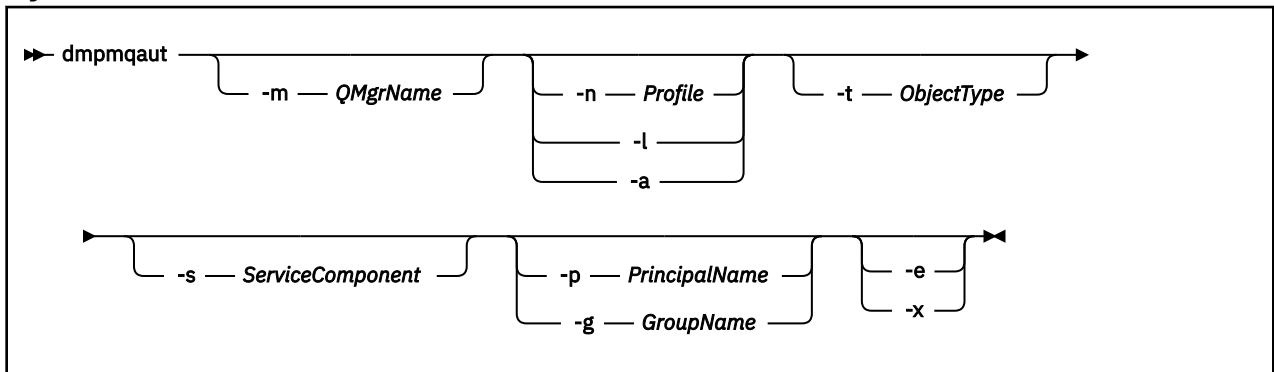 dmpmqaut
-m QMgrName
-n Profile
-t ObjectType
-l
-a
-s ServiceComponent
-p PrincipalName
-e
-g GroupName
-x